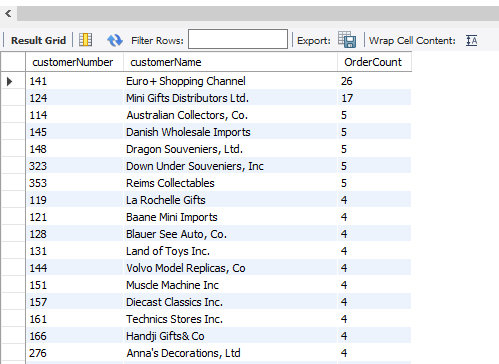 Result Grid Filter Rows: Export: Wrap Cell Content:
customerNumber customerName OrderCount
141 Euro+ Shopping Channel 26
124 Mini Gifts Distributors Ltd. 17
114 Australian Collectors, Co. 5
145 Danish Wholesale Imports 5
148 Dragon Souveniers, Ltd. 5
323 Down Under Souveniers, Inc 5
353 Reims Collectables 5
119 La Rochelle Gifts 4
121 Baane Mini Imports 4
128 Blauer See Auto, Co. 4
131 Land of Toys Inc. 4
144 Volvo Model Replicas, Co 4
151 Muscle Machine Inc 4
157 Diecast Classics Inc. 4
161 Technics Stores Inc. 4
166 Handji Gifts& Co 4
276 Anna's Decorations, Ltd 4